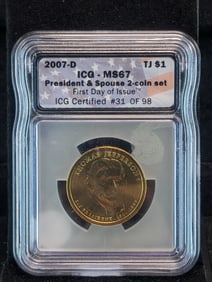 2007-D TJ $1
ICG - MS67
President & Spouse 2-coin set
First Day of Issue
ICG Certified #31 OF 98
THOMAS JEFFERSON